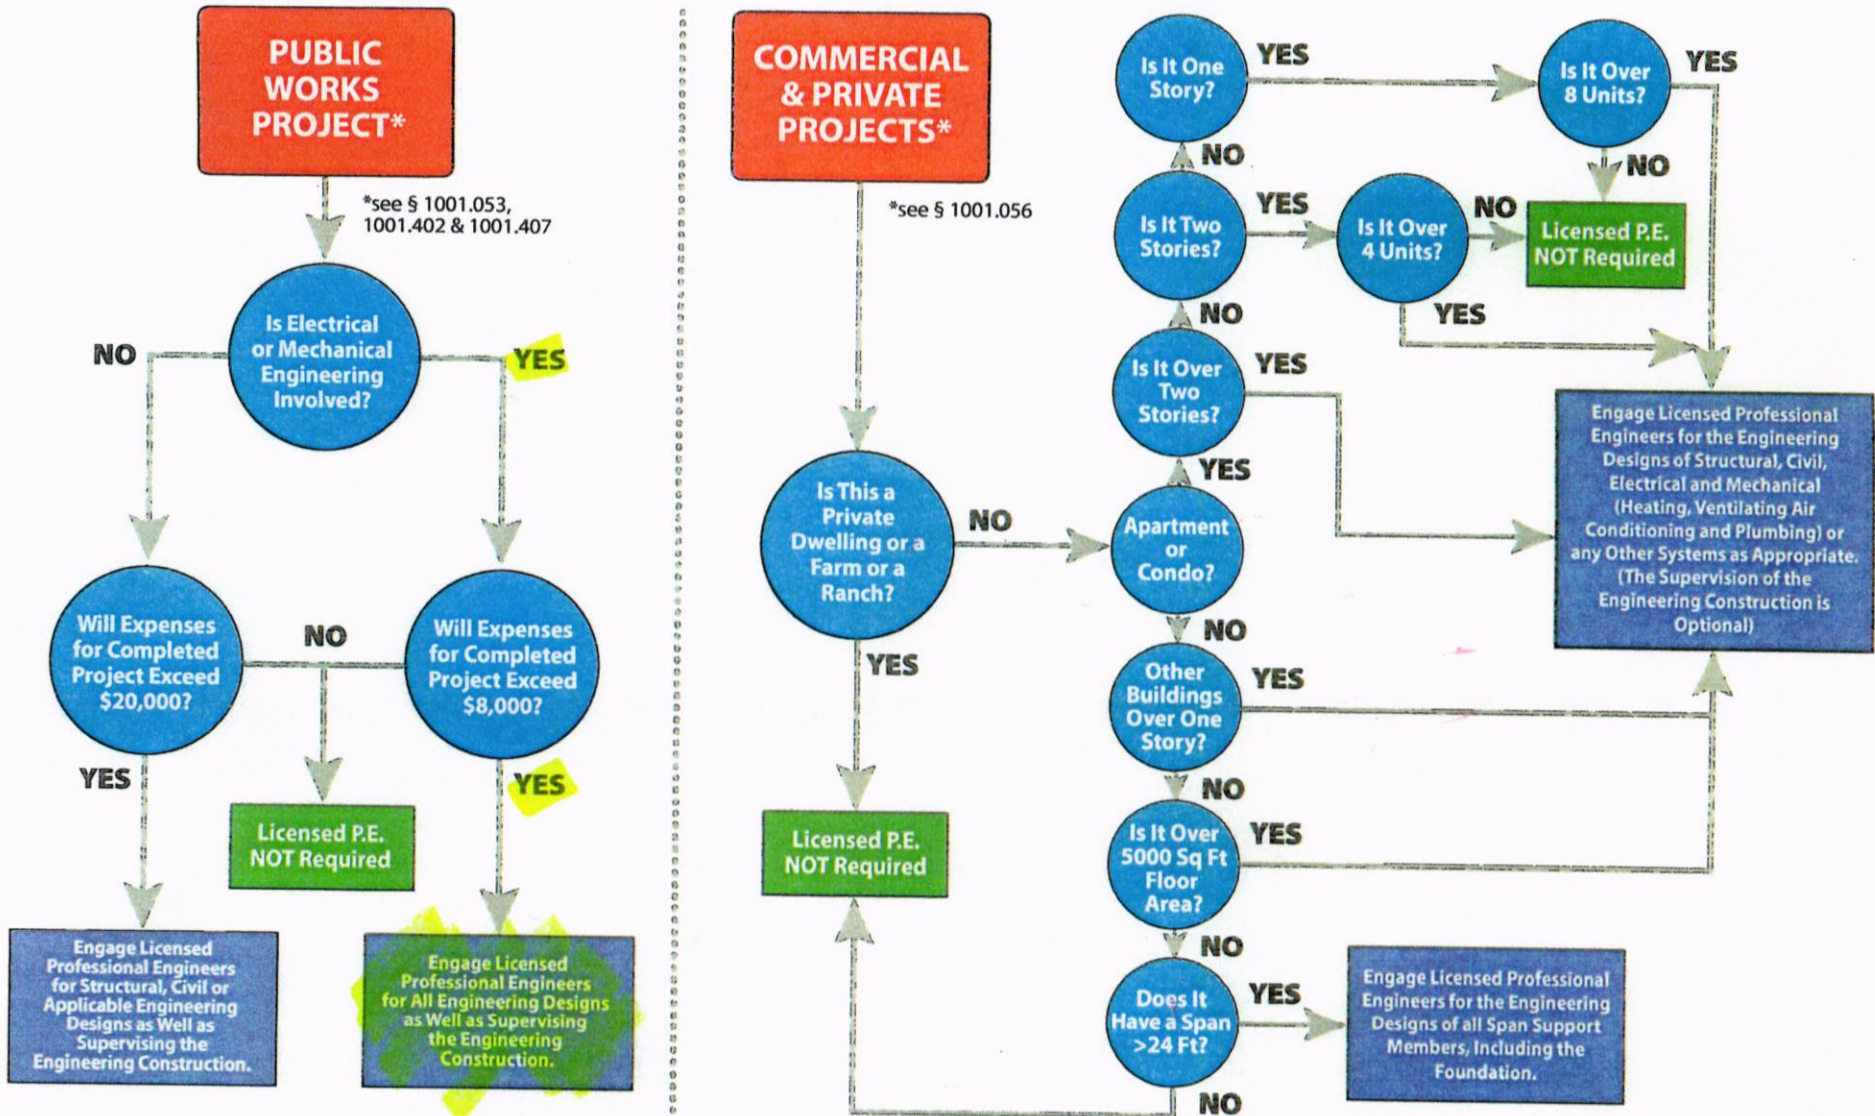 PUBLIC
WORKS
PROJECT*
*see § 1001.053,
1001.402 & 1001.407
Is Electrical
or Mechanical
Engineering
Involved?
NO
YES
Will Expenses
for Completed
Project Exceed
$20,000?
NO
Will Expenses
for Completed
Project Exceed
$8,000?
YES
YES
Licensed P.E.
NOT Required
Engage Licensed
Professional Engineers
for Structural, Civil or
Applicable Engineering
Designs as Well as
Supervising the
Engineering Construction.
Engage Licensed
Professional Engineers
for All Engineering Designs
as Well as Supervising
the Engineering
Construction.
COMMERCIAL
& PRIVATE
PROJECTS*
*see § 1001.056
Is This a
Private
Dwelling or a
Farm or a
Ranch?
NO
YES
Licensed P.E.
NOT Required
Is It One
Story?
YES
Is It Over
8 Units?
YES
NO
NO
Is It Two
Stories?
YES
Is It Over
4 Units?
NO
Licensed P.E.
NOT Required
NO
YES
Is It Over
Two
Stories?
YES
YES
Apartment
or
Condo?
NO
Engage Licensed Professional
Engineers for the Engineering
Designs of Structural, Civil,
Electrical and Mechanical
(Heating, Ventilating Air
Conditioning and Plumbing) or
any Other Systems as Appropriate.
(The Supervision of the
Engineering Construction is
Optional)
Other
Buildings
Over One
Story?
YES
NO
Is It Over
5000 Sq Ft
Floor
Area?
YES
NO
Does It
Have a Span
>24 Ft?
YES
NO
Engage Licensed Professional
Engineers for the Engineering
Designs of all Span Support
Members, Including the
Foundation.